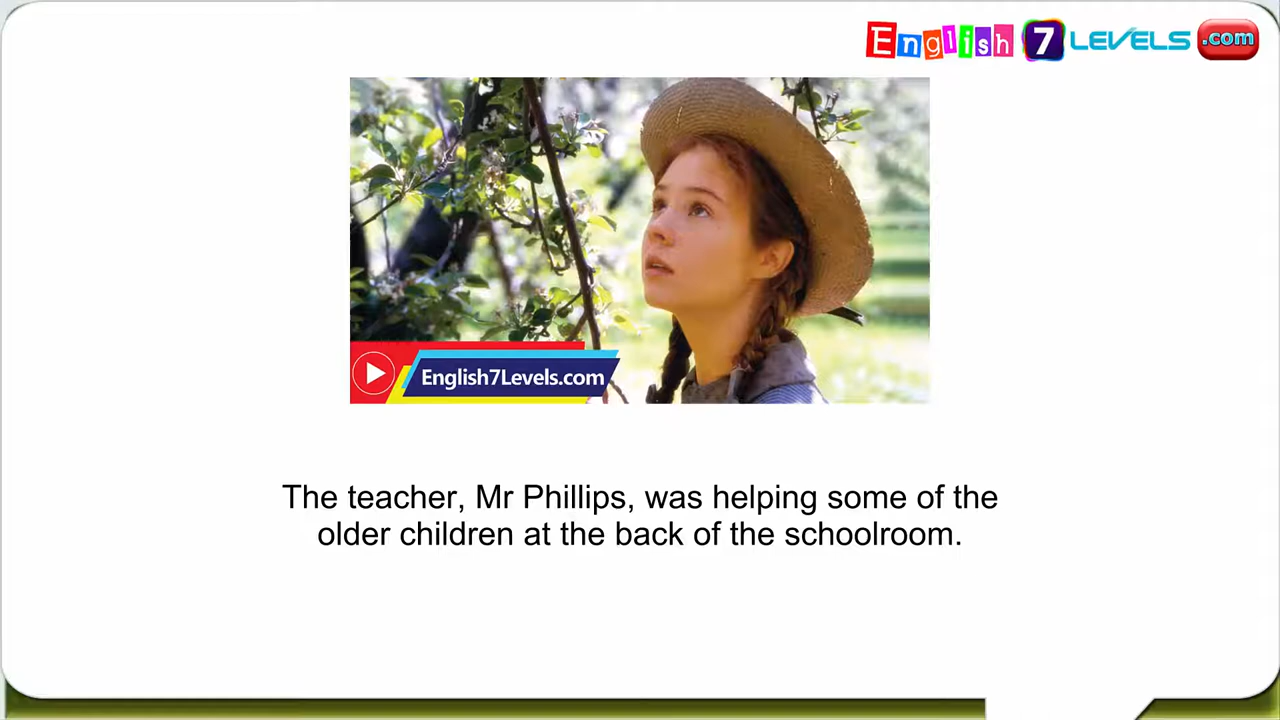 English 7 LEVELS .com
English7Levels.com
The teacher, Mr Phillips, was helping some of the
older children at the back of the schoolroom.